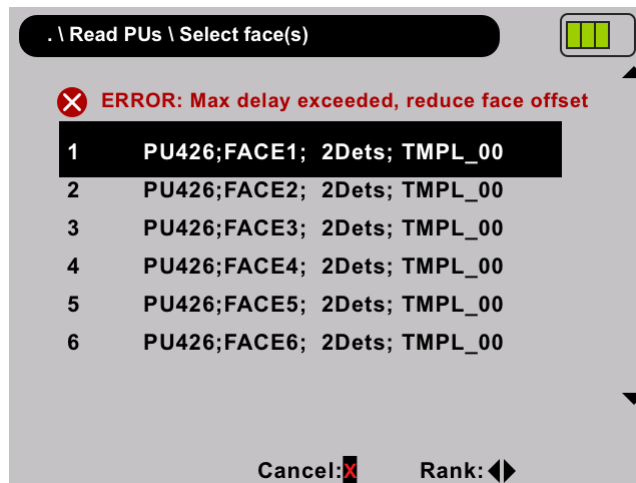 . \ Read PUs \ Select face(s)
ERROR: Max delay exceeded, reduce face offset
1 PU426;FACE1; 2Dets; TMPL_00
2 PU426;FACE2; 2Dets; TMPL_00
3 PU426;FACE3; 2Dets; TMPL_00
4 PU426;FACE4; 2Dets; TMPL_00
5 PU426;FACE5; 2Dets; TMPL_00
6 PU426;FACE6; 2Dets; TMPL_00
Cancel:X Rank: